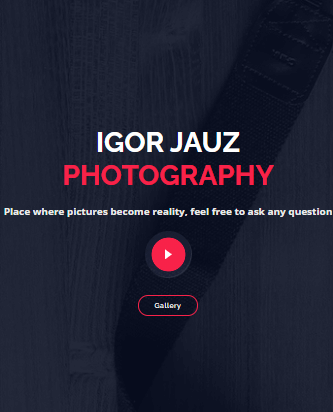 IGOR JAUZ
PHOTOGRAPHY
Place where pictures become reality, feel free to ask any question
Gallery